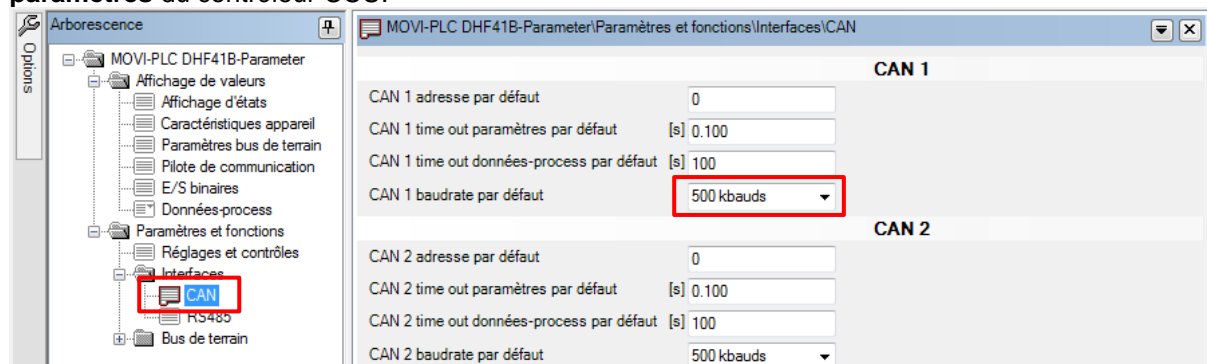 Options
Arborescence
MOVI-PLC DHF41B-Parameter
Affichage de valeurs
Affichage d'états
Caractéristiques appareil
Paramètres bus de terrain
Pilote de communication
E/S binaires
Données-process
Paramètres et fonctions
Réglages et contrôles
Interfaces
CAN
RS485
Bus de terrain
MOVI-PLC DHF41B-Parameter\Paramètres et fonctions\Interfaces\CAN
CAN 1
CAN 1 adresse par défaut 0
CAN 1 time out paramètres par défaut [s] 0.100
CAN 1 time out données-process par défaut [s] 100
CAN 1 baudrate par défaut 500 kbauds
CAN 2
CAN 2 adresse par défaut 0
CAN 2 time out paramètres par défaut [s] 0.100
CAN 2 time out données-process par défaut [s] 100
CAN 2 baudrate par défaut 500 kbauds